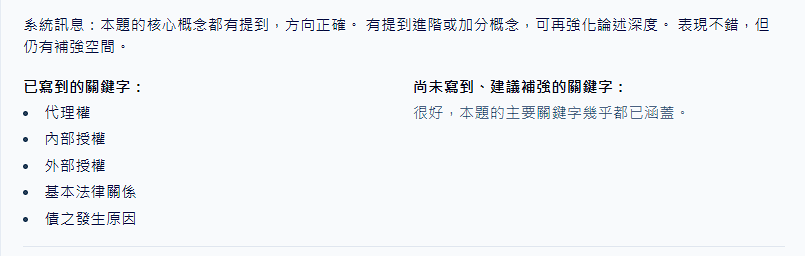 系統訊息：本題的核心概念都有提到，方向正確。 有提到進階或加分概念，可再強化論述深度。 表現不錯，但
仍有補強空間。
已寫到的關鍵字：
• 代理權
• 內部授權
• 外部授權
• 基本法律關係
• 債之發生原因
尚未寫到、建議補強的關鍵字：
很好，本題的主要關鍵字幾乎都已涵蓋。